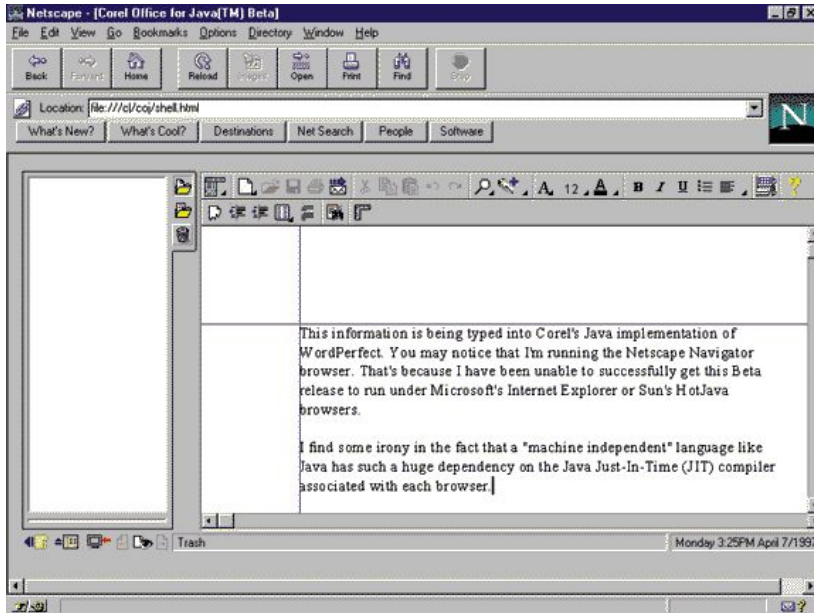 Netscape - [Corel Office for Java(TM) Beta]
File Edit View Go Bookmarks Options Directory Window Help
Back Forward Home Reload Images Open Print Find Stop
Location: file:///c|/coj/shell.html
N
What's New? What's Cool? Destinations Net Search People Software
A 12 A B I U
This information is being typed into Corel's Java implementation of
WordPerfect. You may notice that I'm running the Netscape Navigator
browser. That's because I have been unable to successfully get this Beta
release to run under Microsoft's Internet Explorer or Sun's HotJava
browsers.
I find some irony in the fact that a "machine independent" language like
Java has such a huge dependency on the Java Just-In-Time (JIT) compiler
associated with each browser.
Trash Monday 3:25PM April 7/1997